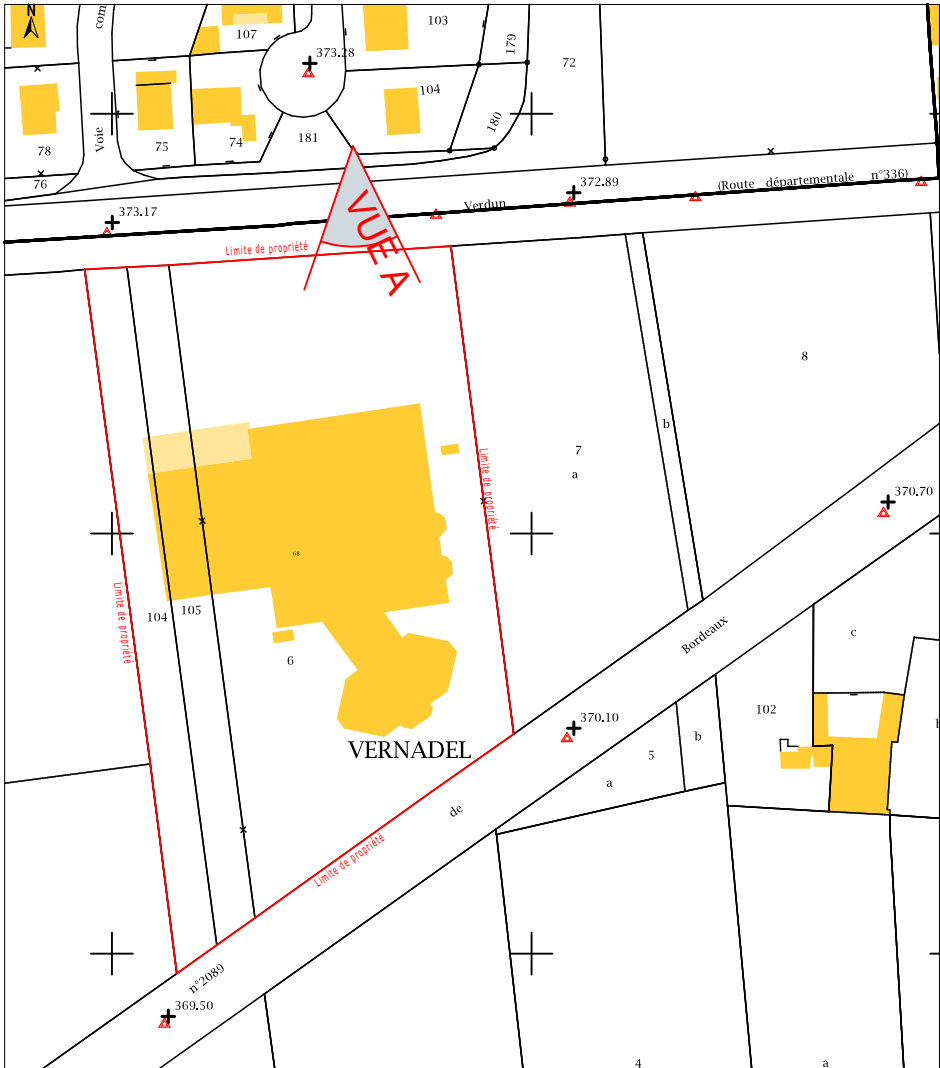 N
com
107
103
179
72
373.28
104
180
Voie
78
75
74
181
76
373.17
Verdun
372.89
(Route départementale n°336)
VUE A
Limite de propriété
8
7
a
b
Limite de propriété
370.70
68
Limite de propriété
104
105
6
Bordeaux
c
VERNADEL
370.10
102
b
5
b
a
de
Limite de propriété
n°2089
369.50
4
a